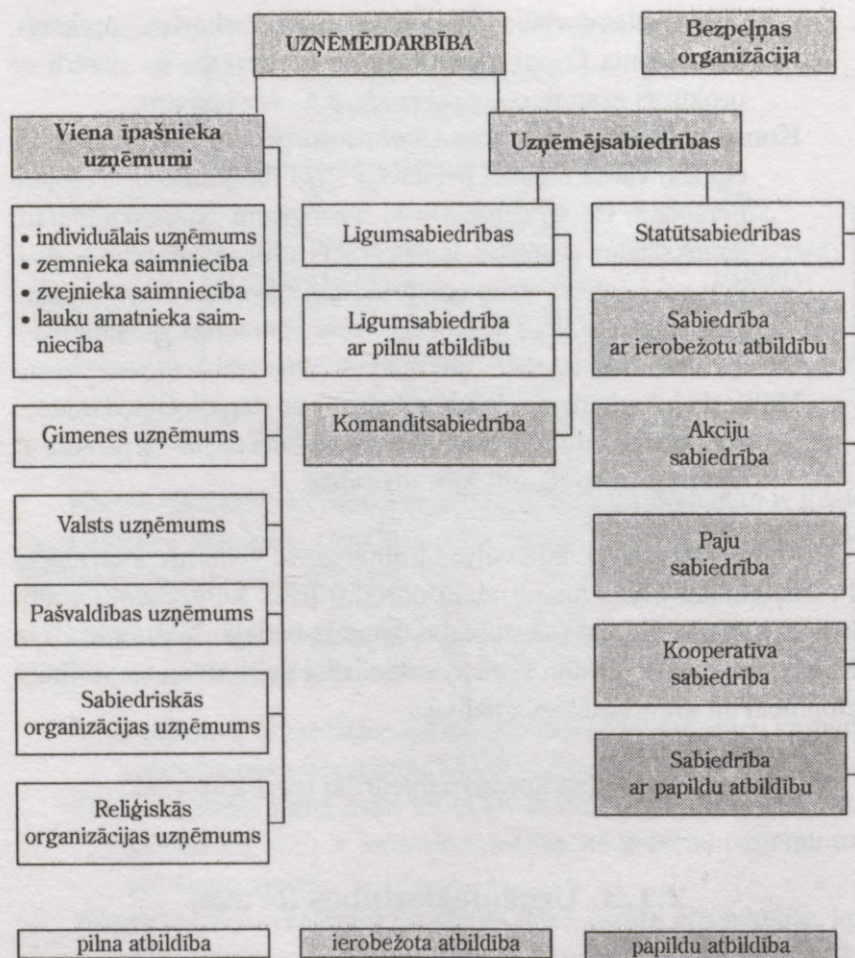 UZŅĒMĒJDARBĪBA
Bezpeļņas
organizācija
Viena īpašnieka
uzņēmumi
Uzņēmējsabiedrības
• individuālais uzņēmums
• zemnieka saimniecība
• zvejnieka saimniecība
• lauku amatnieka saim-
niecība
Ģimenes uzņēmums
Valsts uzņēmums
Pašvaldības uzņēmums
Sabiedriskās
organizācijas uzņēmums
Reliģiskās
organizācijas uzņēmums
Līgumsabiedrības
Līgumsabiedrība
ar pilnu atbildību
Komandītsabiedrība
Statūtsabiedrības
Sabiedrība
ar ierobežotu atbildību
Akciju
sabiedrība
Paju
sabiedrība
Kooperatīva
sabiedrība
Sabiedrība
ar papildu atbildību
pilna atbildība
ierobežota atbildība
papildu atbildība